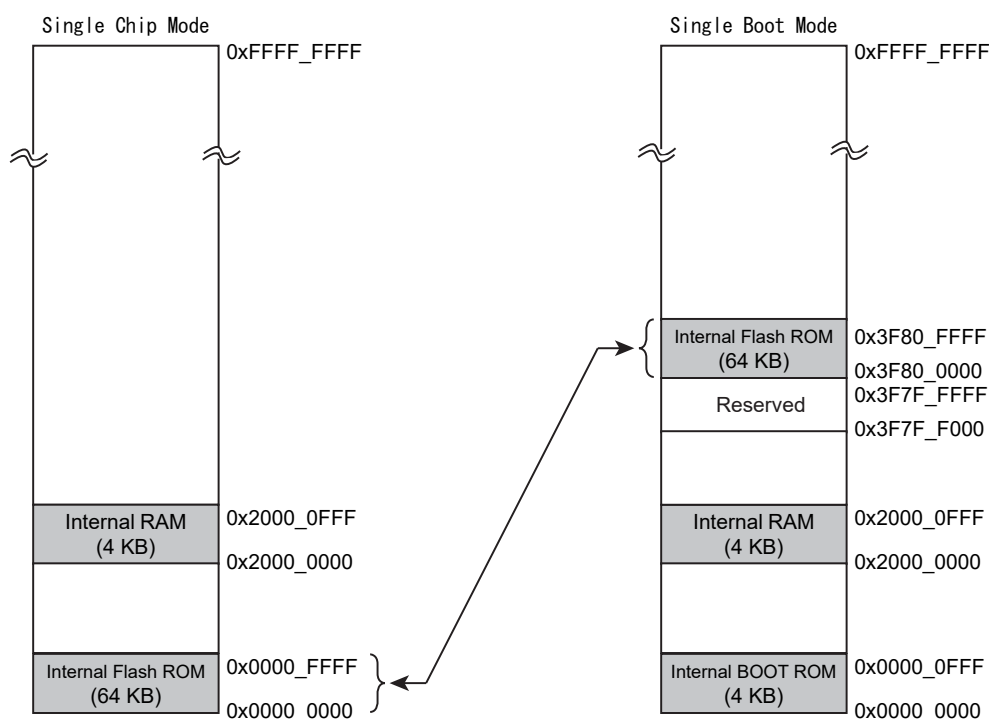 Single Chip Mode
0xFFFF_FFFF
Internal RAM
(4 KB)
0x2000_0FFF
0x2000_0000
Internal Flash ROM
(64 KB)
0x0000_FFFF
0x0000_0000
Single Boot Mode
0xFFFF_FFFF
Internal Flash ROM
(64 KB)
0x3F80_FFFF
0x3F80_0000
Reserved
0x3F7F_FFFF
0x3F7F_F000
Internal RAM
(4 KB)
0x2000_0FFF
0x2000_0000
Internal BOOT ROM
(4 KB)
0x0000_0FFF
0x0000_0000